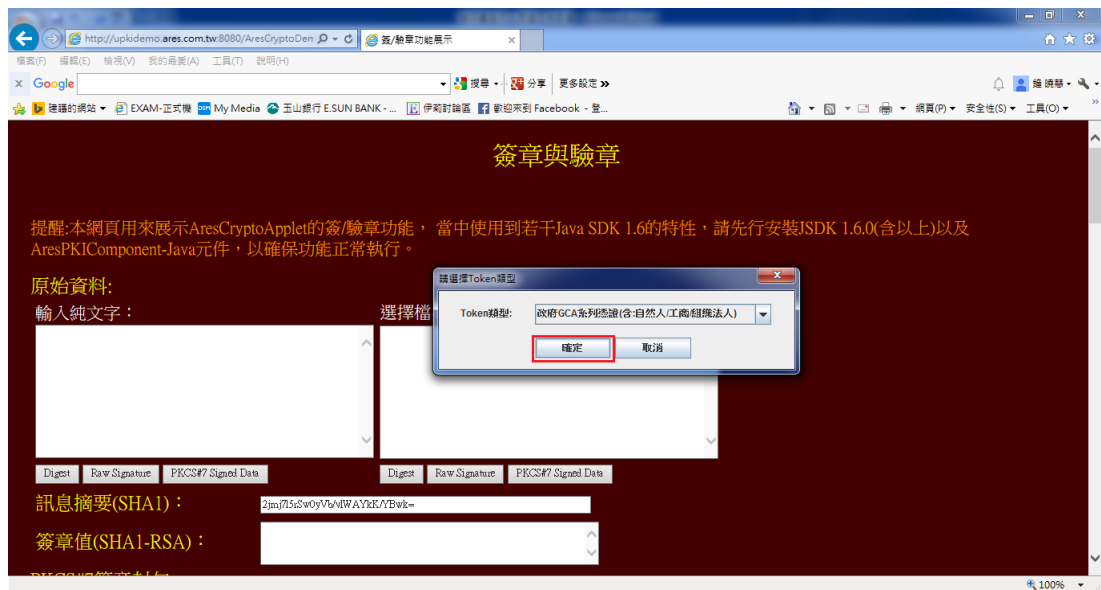 http://upkidemo.ares.com.tw:8080/AresCryptoDen
簽/驗章功能展示
檔案(F) 編輯(E) 檢視(V) 我的最愛(A) 工具(T) 說明(H)
x Google 搜尋 分享 更多設定 »
鐘曉慧
建議的網站 EXAM-正式機 My Media 玉山銀行 E.SUN BANK - ... 伊莉討論區 歡迎來到 Facebook - 登...
網頁(P) 安全性(S) 工具(O) »
簽章與驗章
提醒:本網頁用來展示AresCryptoApplet的簽/驗章功能, 當中使用到若干Java SDK 1.6的特性,請先行安裝JSDK 1.6.0(含以上)以及
AresPKIComponent-Java元件,以確保功能正常執行。
請選擇Token類型
Token類型: 政府GCA系列憑證(含:自然人/工商/組織法人)
確定 取消
原始資料:
輸入純文字:
選擇檔
Digest Raw Signature PKCS#7 Signed Data
Digest Raw Signature PKCS#7 Signed Data
訊息摘要(SHA1):
簽章值(SHA1-RSA):
100%